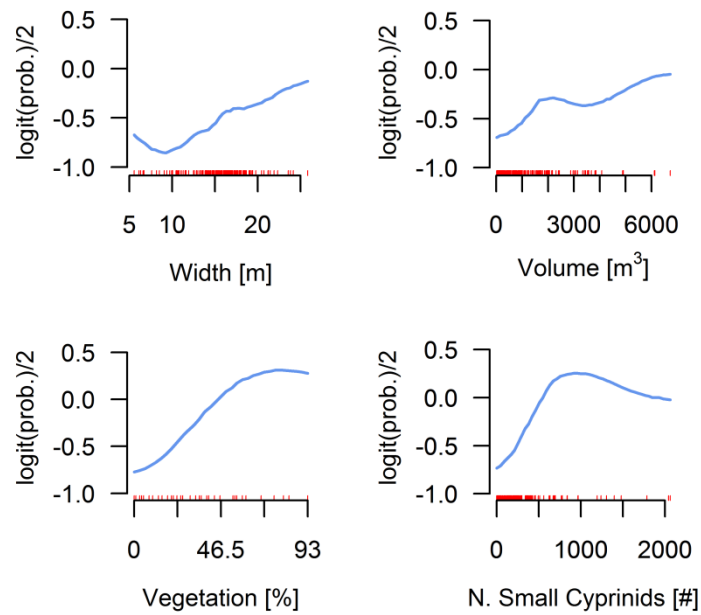 logit(prob.)/2
0.5
0.0
-0.5
-1.0
5 10 20
Width [m]
logit(prob.)/2
0.5
0.0
-0.5
-1.0
0 3000 6000
Volume [m³]
logit(prob.)/2
0.5
0.0
-0.5
-1.0
0 46.5 93
Vegetation [%]
logit(prob.)/2
0.5
0.0
-0.5
-1.0
0 1000 2000
N. Small Cyprinids [#]